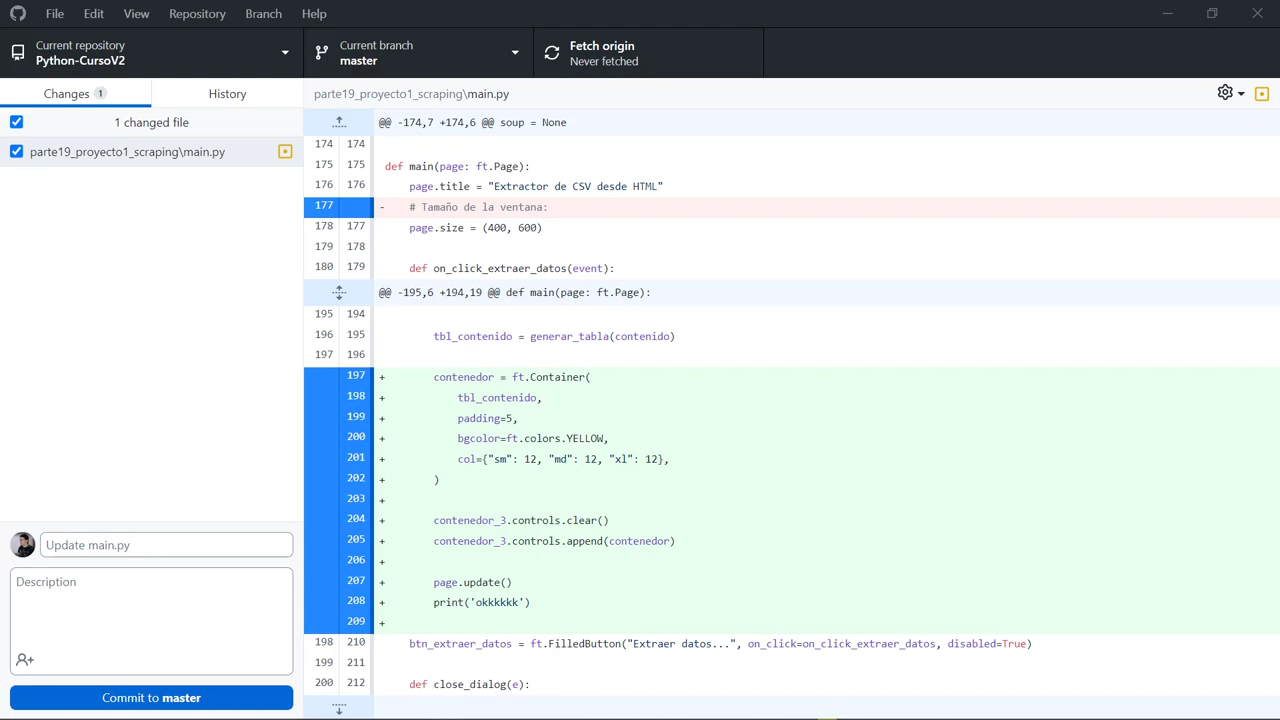 File Edit View Repository Branch Help
Current repository
Python-CursoV2
Current branch
master
Fetch origin
Never fetched
Changes 1
History
parte19_proyecto1_scraping\main.py
1 changed file
parte19_proyecto1_scraping\main.py
@@ -174,7 +174,6 @@ soup = None
174 174
175 175 def main(page: ft.Page):
176 176 page.title = "Extractor de CSV desde HTML"
177 - # Tamaño de la ventana:
178 177 page.size = (400, 600)
179 178
180 179 def on_click_extraer_datos(event):
@@ -195,6 +194,19 @@ def main(page: ft.Page):
195 194
196 195 tbl_contenido = generar_tabla(contenido)
197 196
197 + contenedor = ft.Container(
198 + tbl_contenido,
199 + padding=5,
200 + bgcolor=ft.colors.YELLOW,
201 + col={"sm": 12, "md": 12, "xl": 12},
202 + )
203 +
204 + contenedor_3.controls.clear()
205 + contenedor_3.controls.append(contenedor)
206 +
207 + page.update()
208 + print('okkkkkk')
209 +
198 210 btn_extraer_datos = ft.FilledButton("Extraer datos...", on_click=on_click_extraer_datos, disabled=True)
199 211
200 212 def close_dialog(e):
Update main.py
Description
Commit to master